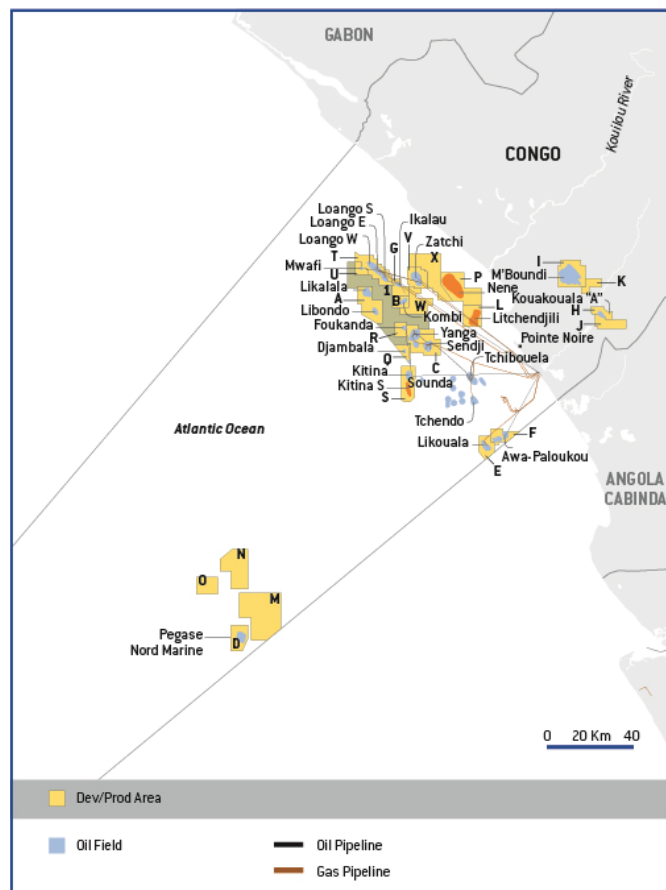 GABON
Kouilou River
CONGO
Loango S
Loango E
Loango W
Ikalau
G
V
Zatchi
T
Mwafi
U
X
P
Nene
I
M'Boundi
K
Likalala
A
1
B
W
L
Kouakouala "A"
H
Libondo
Kombi
Litchendjili
J
Foukanda
R
Yanga
Sendji
Pointe Noire
Djambala
Q
C
Tchibouela
Kitina
Sounda
Kitina S
S
Tchendo
Atlantic Ocean
Likouala
F
Awa-Paloukou
E
ANGOLA
CABINDA
N
O
M
Pegase
Nord Marine
D
0 20 Km 40
Dev/Prod Area
Oil Field
Oil Pipeline
Gas Pipeline